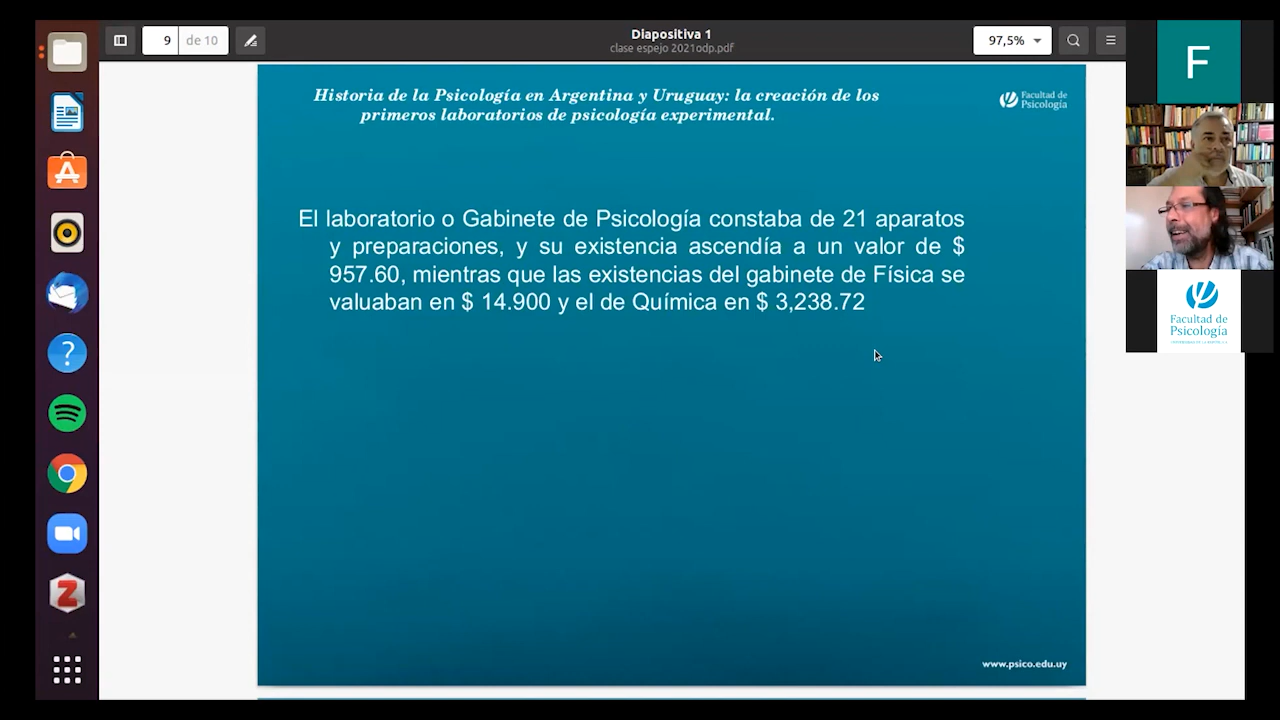 9 de 10
Diapositiva 1
clase espejo 2021odp.pdf
97,5%
Historia de la Psicología en Argentina y Uruguay: la creación de los
primeros laboratorios de psicología experimental.
Facultad de
Psicología
El laboratorio o Gabinete de Psicología constaba de 21 aparatos
y preparaciones, y su existencia ascendía a un valor de $
957.60, mientras que las existencias del gabinete de Física se
valuaban en $ 14.900 y el de Química en $ 3,238.72
www.psico.edu.uy
F
Facultad de
Psicología